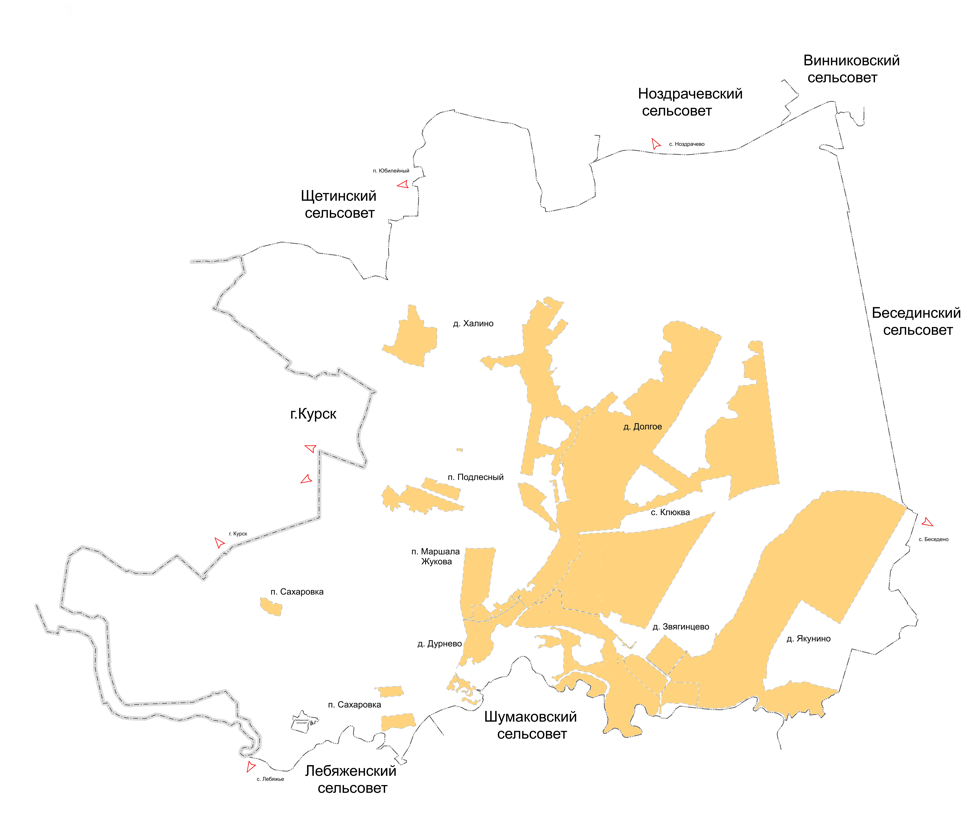 Винниковский
сельсовет
Ноздрачевский
сельсовет
с. Ноздрачево
п. Юбилейный
Щетинский
сельсовет
Бесединский
сельсовет
д. Халино
г.Курск
д. Долгое
п. Подлесный
с. Клюква
г. Курск
с. Беседено
п. Маршала
Жукова
п. Сахаровка
д. Звягинцево
д. Якунино
д. Дурнево
п. Сахаровка
Шумаковский
сельсовет
Лебяженский
сельсовет
с. Лебяжье